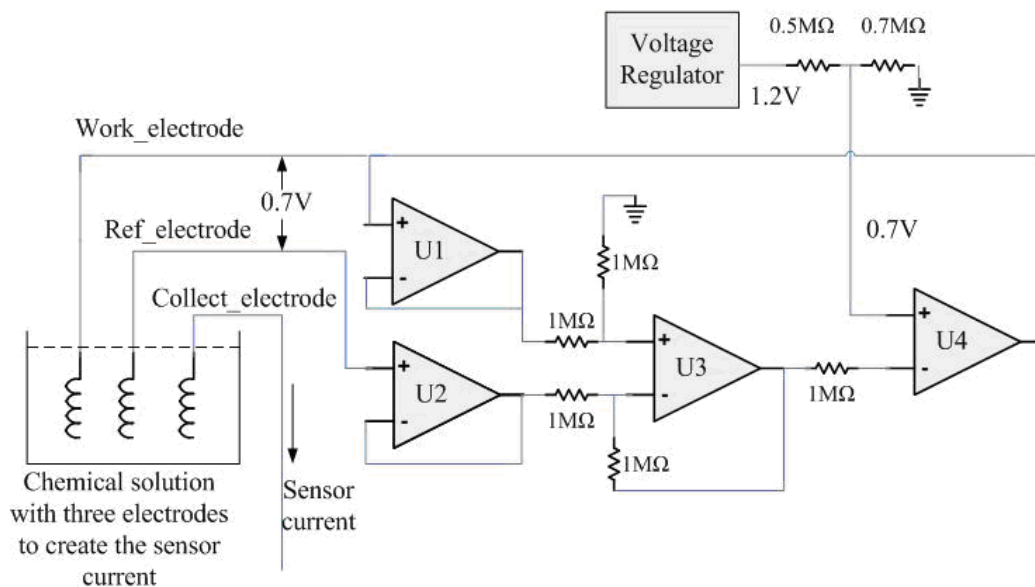 Voltage
Regulator
0.5MΩ
0.7MΩ
1.2V
Work_electrode
0.7V
Ref_electrode
Collect_electrode
+
U1
-
1MΩ
0.7V
+
U2
-
1MΩ
1MΩ
+
U3
-
1MΩ
1MΩ
+
U4
-
Sensor
current
Chemical solution
with three electrodes
to create the sensor
current